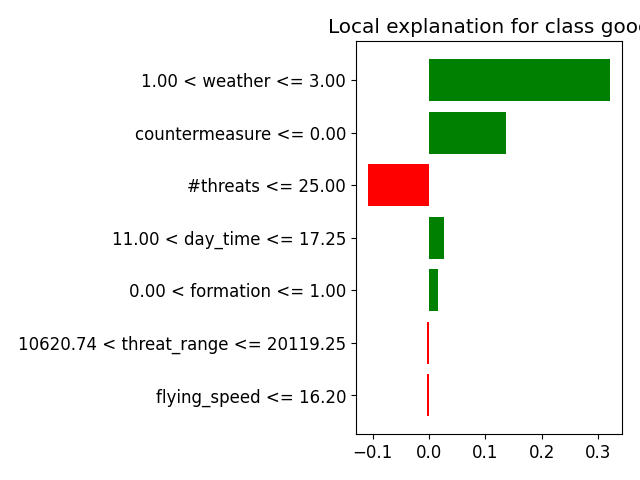 Local explanation for class good
1.00 < weather <= 3.00
countermeasure <= 0.00
#threats <= 25.00
11.00 < day_time <= 17.25
0.00 < formation <= 1.00
10620.74 < threat_range <= 20119.25
flying_speed <= 16.20
−0.1 0.0 0.1 0.2 0.3